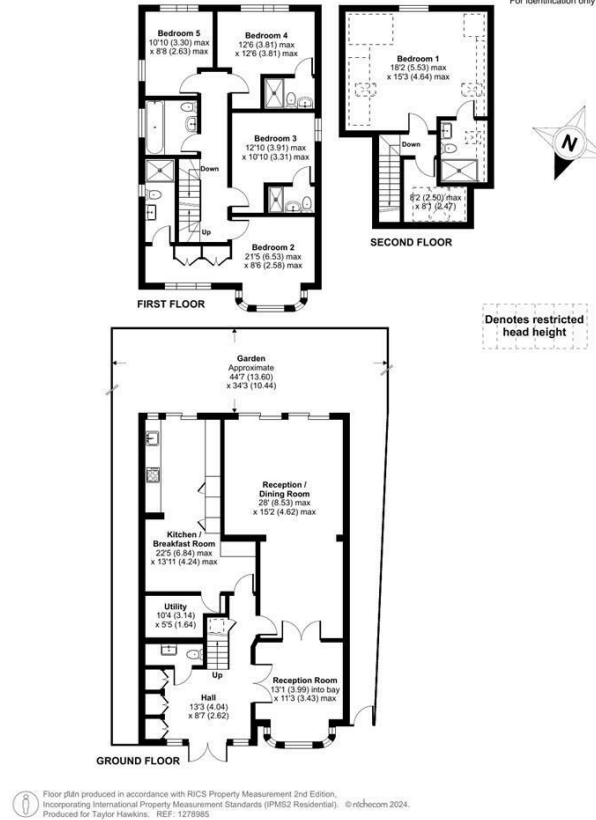 For identification only
Bedroom 5
10'10 (3.30) max
x 8'8 (2.63) max
Bedroom 4
12'6 (3.81) max
x 12'6 (3.81) max
Bedroom 3
12'10 (3.91) max
x 10'10 (3.31) max
Down
Up
Bedroom 2
21'5 (6.53) max
x 8'6 (2.58) max
FIRST FLOOR
Bedroom 1
18'2 (5.53) max
x 15'3 (4.64) max
Down
8'2 (2.50) max
x 8'1 (2.47)
SECOND FLOOR
N
Denotes restricted
head height
Garden
Approximate
44'7 (13.60)
x 34'3 (10.44)
Reception /
Dining Room
28' (8.53) max
x 15'2 (4.62) max
Kitchen /
Breakfast Room
22'5 (6.84) max
x 13'11 (4.24) max
Utility
10'4 (3.14)
x 5'5 (1.64)
Up
Hall
13'3 (4.04)
x 8'7 (2.62)
Reception Room
13'1 (3.99) into bay
x 11'3 (3.43) max
GROUND FLOOR
Floor plan produced in accordance with RICS Property Measurement 2nd Edition,
Incorporating International Property Measurement Standards (IPMS2 Residential). © nichecom 2024.
Produced for Taylor Hawkins. REF: 1278985